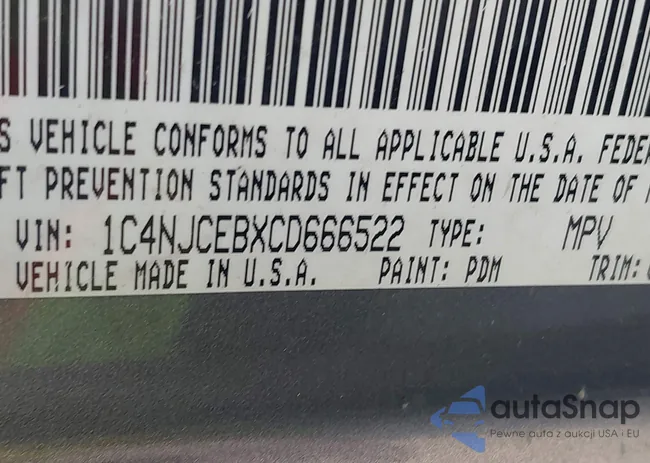 S VEHICLE CONFORMS TO ALL APPLICABLE U.S.A. FEDER
FT PREVENTION STANDARDS IN EFFECT ON THE DATE OF
VIN: 1C4NJCEBXCD666522 TYPE: MPV
VEHICLE MADE IN U.S.A. PAINT: PDM TRIM:
autaSnap
Pewne auta z aukcji USA · EU